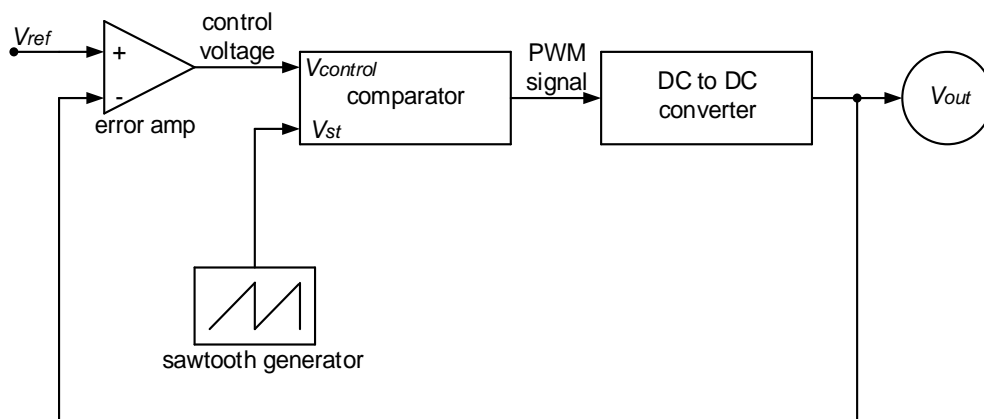 Vref
+
-
error amp
control
voltage
Vcontrol
comparator
Vst
sawtooth generator
PWM
signal
DC to DC
converter
Vout